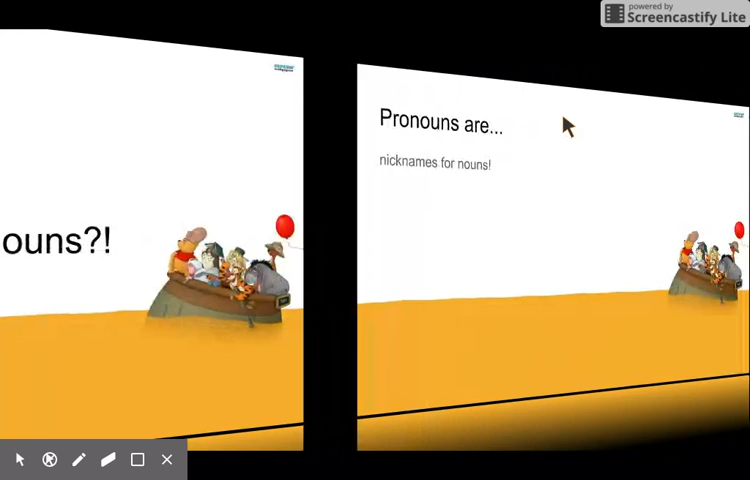 powered by
Screencastify Lite
ouns?!
Pronouns are...
nicknames for nouns!